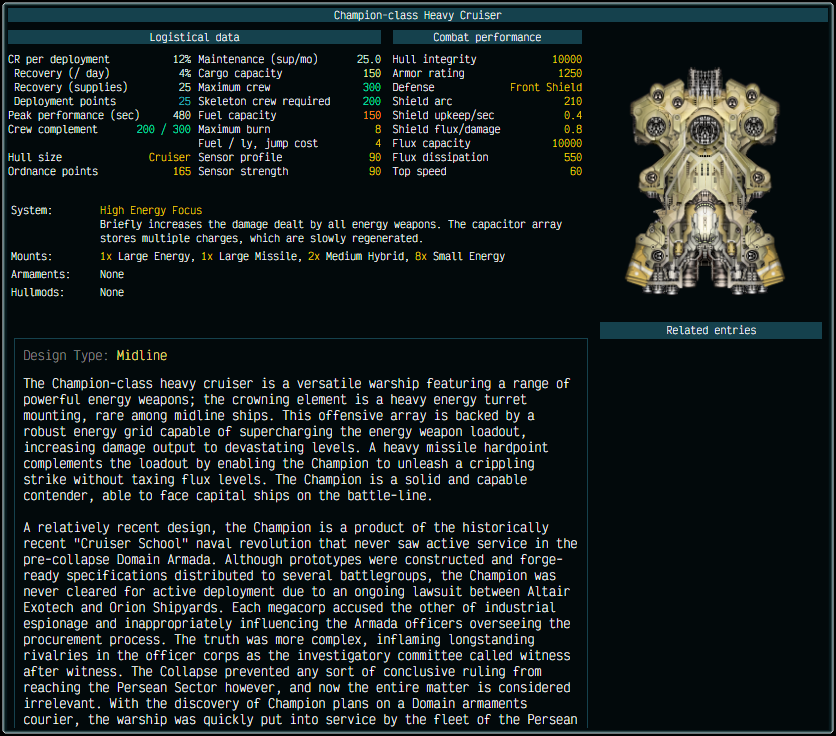 Champion-class Heavy Cruiser
Logistical data
CR per deployment 12% Maintenance (sup/mo) 25.0
Recovery (/ day) 4% Cargo capacity 150
Recovery (supplies) 25 Maximum crew 300
Deployment points 25 Skeleton crew required 200
Peak performance (sec) 480 Fuel capacity 150
Crew complement 200 / 300 Maximum burn 8
Fuel / ly, jump cost 4
Hull size Cruiser Sensor profile 90
Ordnance points 165 Sensor strength 90
Combat performance
Hull integrity 10000
Armor rating 1250
Defense Front Shield
Shield arc 210
Shield upkeep/sec 0.4
Shield flux/damage 0.8
Flux capacity 10000
Flux dissipation 550
Top speed 60
System: High Energy Focus
Briefly increases the damage dealt by all energy weapons. The capacitor array
stores multiple charges, which are slowly regenerated.
Mounts: 1x Large Energy, 1x Large Missile, 2x Medium Hybrid, 8x Small Energy
Armaments: None
Hullmods: None
Related entries
Design Type: Midline
The Champion-class heavy cruiser is a versatile warship featuring a range of
powerful energy weapons; the crowning element is a heavy energy turret
mounting, rare among midline ships. This offensive array is backed by a
robust energy grid capable of supercharging the energy weapon loadout,
increasing damage output to devastating levels. A heavy missile hardpoint
complements the loadout by enabling the Champion to unleash a crippling
strike without taxing flux levels. The Champion is a solid and capable
contender, able to face capital ships on the battle-line.
A relatively recent design, the Champion is a product of the historically
recent "Cruiser School" naval revolution that never saw active service in the
pre-collapse Domain Armada. Although prototypes were constructed and forge-
ready specifications distributed to several battlegroups, the Champion was
never cleared for active deployment due to an ongoing lawsuit between Altair
Exotech and Orion Shipyards. Each megacorp accused the other of industrial
espionage and inappropriately influencing the Armada officers overseeing the
procurement process. The truth was more complex, inflaming longstanding
rivalries in the officer corps as the investigatory committee called witness
after witness. The Collapse prevented any sort of conclusive ruling from
reaching the Persean Sector however, and now the entire matter is considered
irrelevant. With the discovery of Champion plans on a Domain armaments
courier, the warship was quickly put into service by the fleet of the Persean